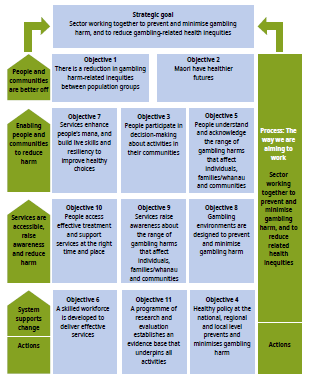 Strategic goal
Sector working together to prevent and minimise gambling
harm, and to reduce gambling-related health inequities
People and
communities
are better off
Objective 1
There is a reduction in gambling
harm-related inequities
between population groups
Objective 2
Maori have healthier
futures
Enabling
people and
communities
to reduce
harm
Objective 7
Services enhance
people's mana, and
build live skills and
resiliency to
improve healthy
choices
Objective 3
People participate in
decision-making
about activities in
their communities
Objective 5
People understand
and acknowledge
the range of
gambling harms
that affect
individuals,
families/whanau
and communities
Services are
accessible,
raise
awareness
and reduce
harm
Objective 10
People access
effective treatment
and support
services at the right
time and place
Objective 9
Services raise
awareness about
the range of
gambling harms
that affect
individuals,
families/whanau
and communities
Objective 8
Gambling
environments are
designed to prevent
and minimise
gambling harm
System
supports
change
Actions
Objective 6
A skilled workforce
is developed to
deliver effective
services
Objective 11
A programme of
research and
evaluation
establishes an
evidence base that
underpins all
activities
Objective 4
Healthy policy at the
national, regional
and local level
prevents and
minimises gambling
harm
Process: The
way we are
aiming to
work
Sector
working
together to
prevent and
minimise
gambling
harm, and to
reduce
related
health
inequities
Actions